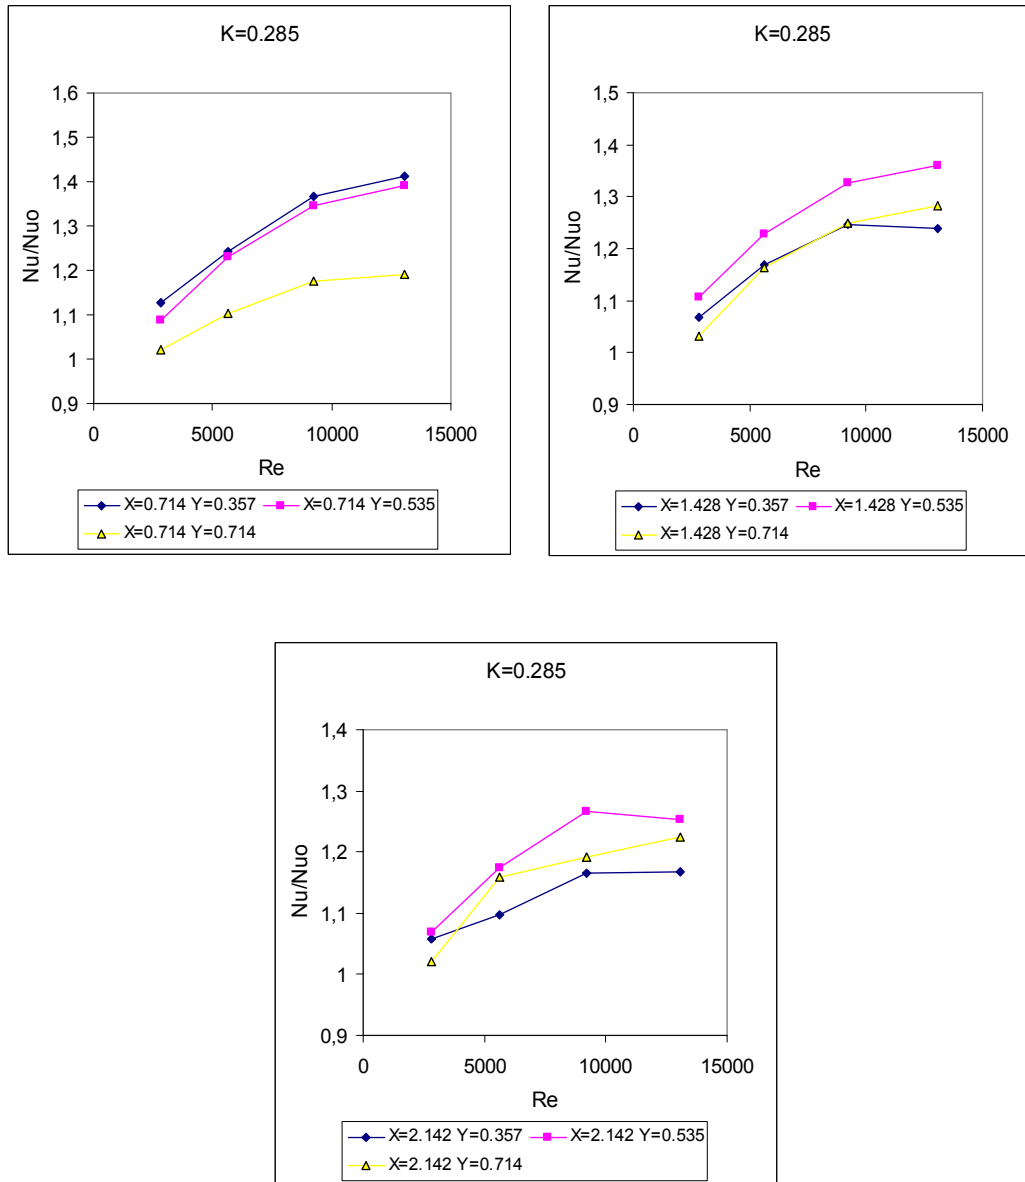 K=0.285
1,6
1,5
1,4
1,3
1,2
1,1
1
0,9
Nu/Nuo
0 5000 10000 15000
Re
X=0.714 Y=0.357 X=0.714 Y=0.535
X=0.714 Y=0.714
K=0.285
1,5
1,4
1,3
1,2
1,1
1
0,9
Nu/Nuo
0 5000 10000 15000
Re
X=1.428 Y=0.357 X=1.428 Y=0.535
X=1.428 Y=0.714
K=0.285
1,4
1,3
1,2
1,1
1
0,9
Nu/Nuo
0 5000 10000 15000
Re
X=2.142 Y=0.357 X=2.142 Y=0.535
X=2.142 Y=0.714